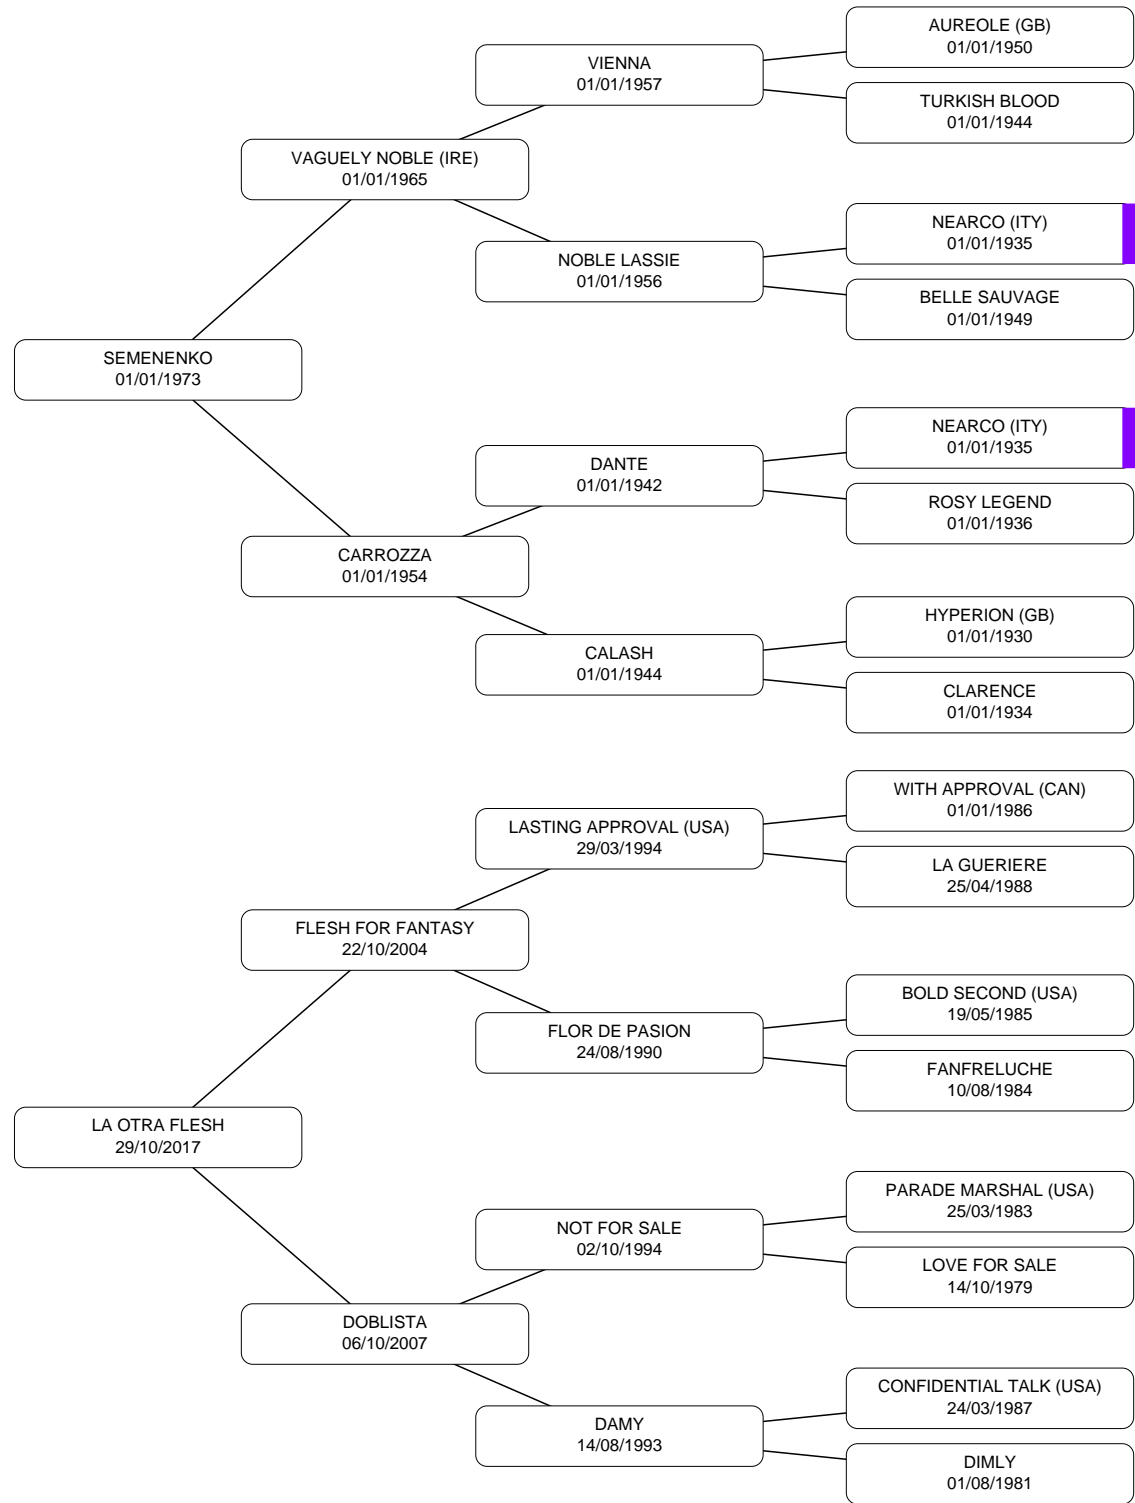 AUREOLE (GB)
01/01/1950
VIENNA
01/01/1957
TURKISH BLOOD
01/01/1944
VAGUELY NOBLE (IRE)
01/01/1965
NEARCO (ITY)
01/01/1935
NOBLE LASSIE
01/01/1956
BELLE SAUVAGE
01/01/1949
SEMENENKO
01/01/1973
NEARCO (ITY)
01/01/1935
DANTE
01/01/1942
ROSY LEGEND
01/01/1936
CARROZZA
01/01/1954
HYPERION (GB)
01/01/1930
CALASH
01/01/1944
CLARENCE
01/01/1934
WITH APPROVAL (CAN)
01/01/1986
LASTING APPROVAL (USA)
29/03/1994
LA GUERIERE
25/04/1988
FLESH FOR FANTASY
22/10/2004
BOLD SECOND (USA)
19/05/1985
FLOR DE PASION
24/08/1990
FANFRELUCHE
10/08/1984
LA OTRA FLESH
29/10/2017
PARADE MARSHAL (USA)
25/03/1983
NOT FOR SALE
02/10/1994
LOVE FOR SALE
14/10/1979
DOBLISTA
06/10/2007
CONFIDENTIAL TALK (USA)
24/03/1987
DAMY
14/08/1993
DIMLY
01/08/1981